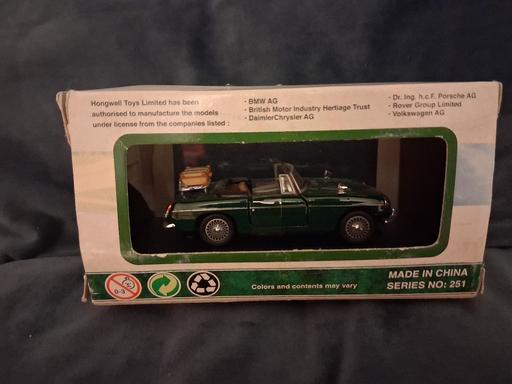 Hongwell Toys Limited has been
authorised to manufacture the models
under license from the companies listed :
- BMW AG
- British Motor Industry Hertiage Trust
- DaimlerChrysler AG
- Dr. Ing. h.c.F. Porsche AG
- Rover Group Limited
- Volkswagen AG
0-3
Colors and contents may very
MADE IN CHINA
SERIES NO: 251